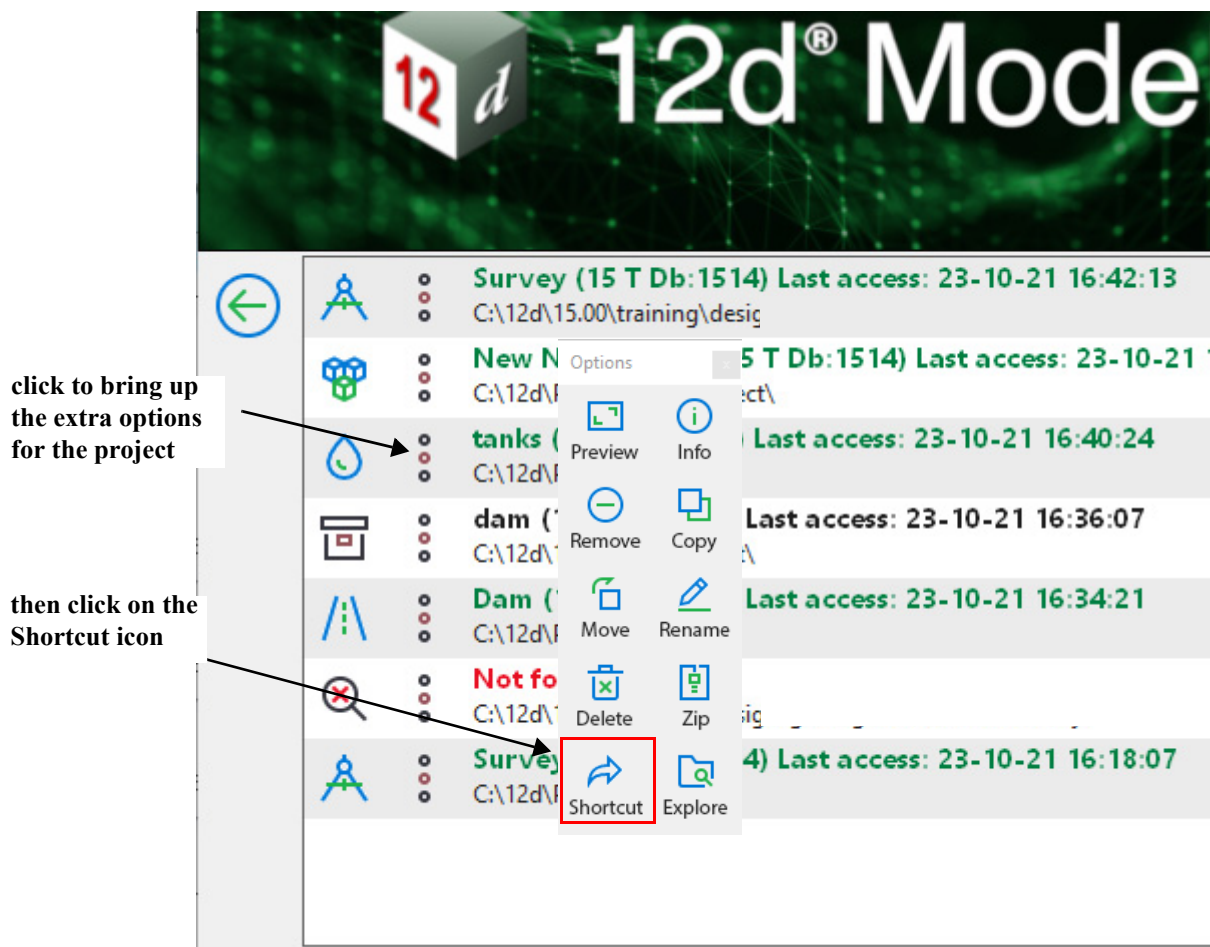 12 d 12d® Mode
Survey (15 T Db:1514) Last access: 23-10-21 16:42:13
C:\12d\15.00\training\desig
New N 5 T Db:1514) Last access: 23-10-21
C:\12d\ ect\
click to bring up
the extra options
for the project
tanks ( ) Last access: 23-10-21 16:40:24
C:\12d\
dam ( Last access: 23-10-21 16:36:07
C:\12d\ t\
then click on the
Shortcut icon
Dam ( Last access: 23-10-21 16:34:21
C:\12d\
Not fo
C:\12d\ sig
Survey 4) Last access: 23-10-21 16:18:07
C:\12d\
Options x
Preview Info
Remove Copy
Move Rename
Delete Zip
Shortcut Explore